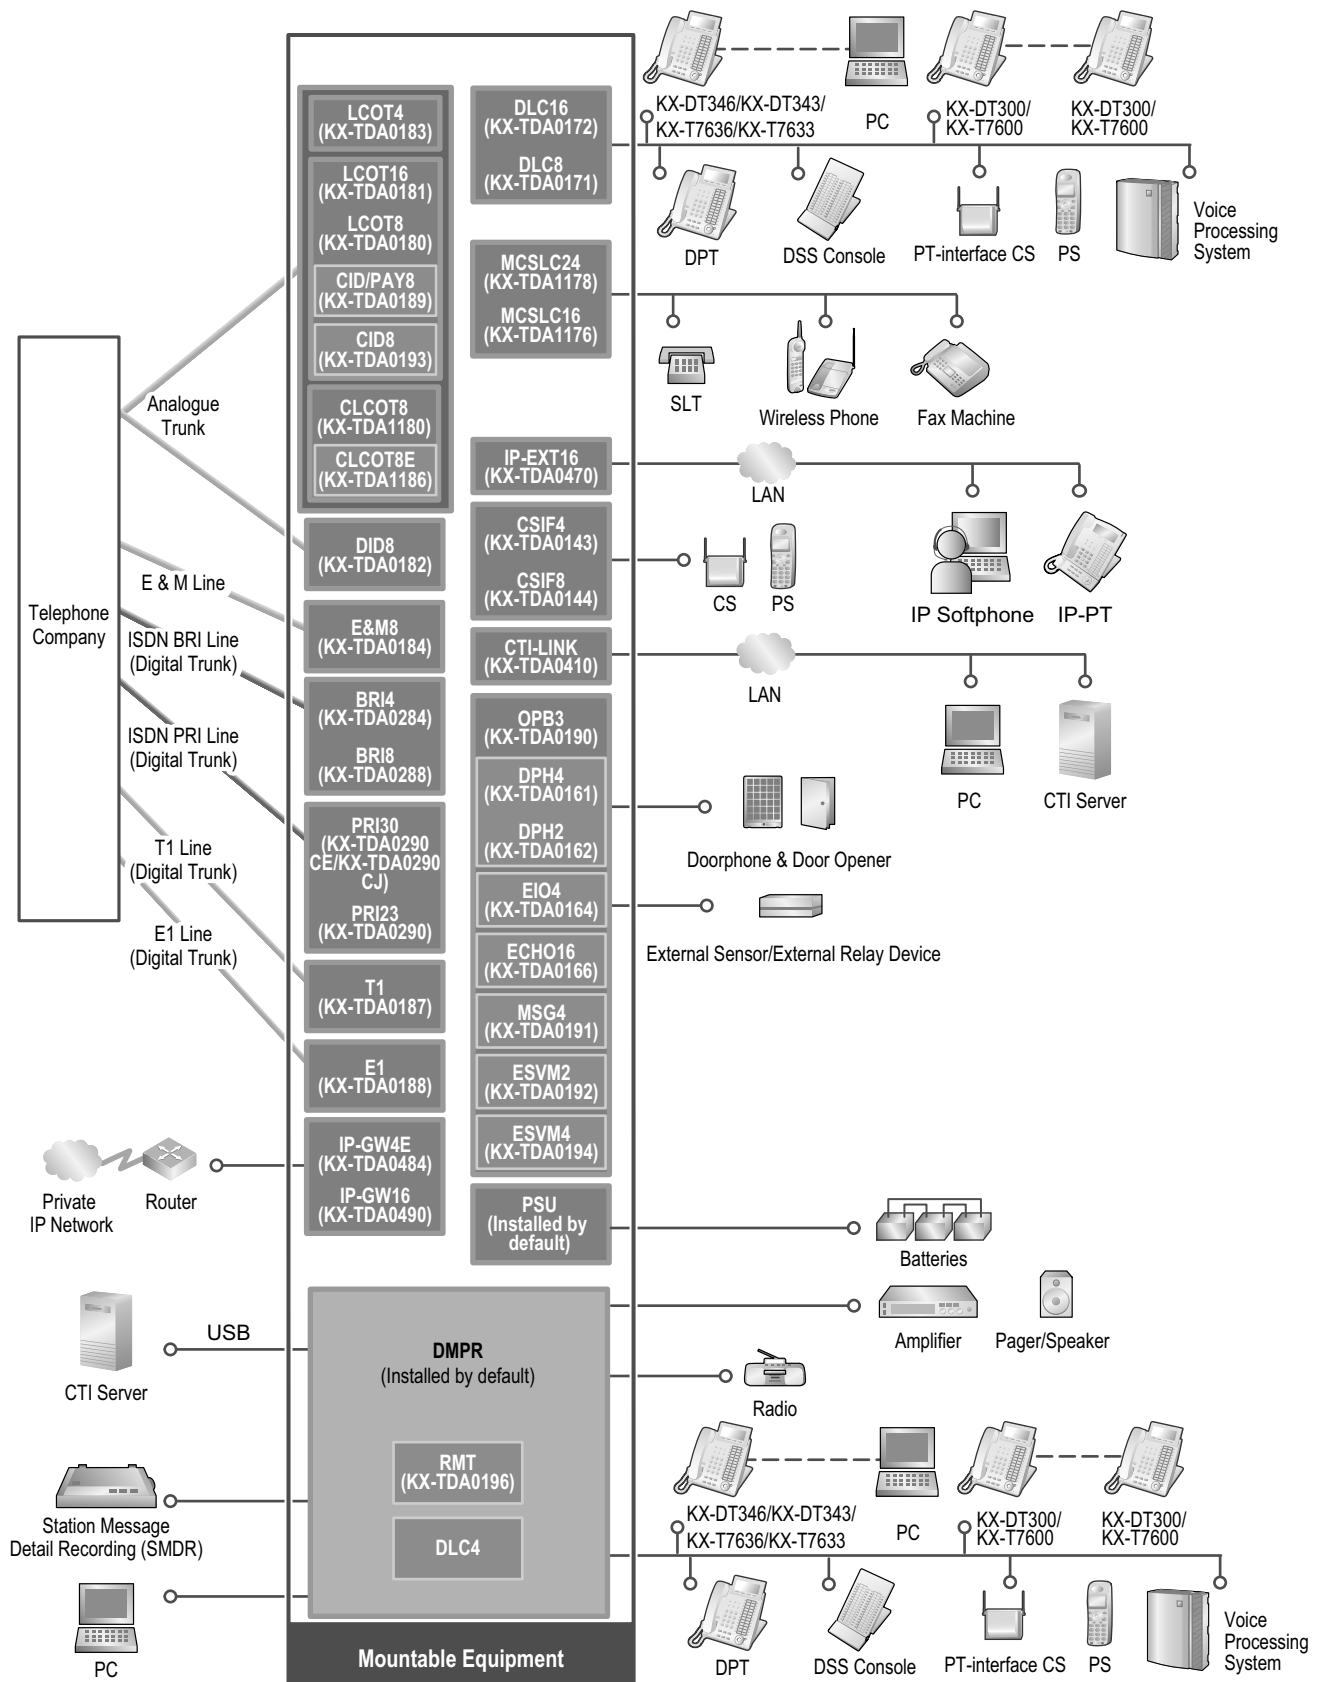 KX-DT346/KX-DT343/
KX-T7636/KX-T7633
PC
KX-DT300/
KX-T7600
KX-DT300/
KX-T7600
DPT
DSS Console
PT-interface CS
PS
Voice
Processing
System
LCOT4
(KX-TDA0183)
LCOT16
(KX-TDA0181)
LCOT8
(KX-TDA0180)
CID/PAY8
(KX-TDA0189)
CID8
(KX-TDA0193)
CLCOT8
(KX-TDA1180)
CLCOT8E
(KX-TDA1186)
DLC16
(KX-TDA0172)
DLC8
(KX-TDA0171)
MCSLC24
(KX-TDA1178)
MCSLC16
(KX-TDA1176)
SLT
Wireless Phone
Fax Machine
Telephone
Company
Analogue
Trunk
E & M Line
ISDN BRI Line
(Digital Trunk)
ISDN PRI Line
(Digital Trunk)
T1 Line
(Digital Trunk)
E1 Line
(Digital Trunk)
DID8
(KX-TDA0182)
E&M8
(KX-TDA0184)
BRI4
(KX-TDA0284)
BRI8
(KX-TDA0288)
PRI30
(KX-TDA0290
CE/KX-TDA0290
CJ)
PRI23
(KX-TDA0290)
T1
(KX-TDA0187)
E1
(KX-TDA0188)
IP-GW4E
(KX-TDA0484)
IP-GW16
(KX-TDA0490)
IP-EXT16
(KX-TDA0470)
LAN
IP Softphone
IP-PT
CSIF4
(KX-TDA0143)
CSIF8
(KX-TDA0144)
CS
PS
CTI-LINK
(KX-TDA0410)
LAN
PC
CTI Server
OPB3
(KX-TDA0190)
DPH4
(KX-TDA0161)
DPH2
(KX-TDA0162)
Doorphone & Door Opener
EIO4
(KX-TDA0164)
External Sensor/External Relay Device
ECHO16
(KX-TDA0166)
MSG4
(KX-TDA0191)
ESVM2
(KX-TDA0192)
ESVM4
(KX-TDA0194)
PSU
(Installed by
default)
Batteries
Private
IP Network
Router
CTI Server
USB
DMPR
(Installed by default)
Amplifier
Pager/Speaker
Radio
RMT
(KX-TDA0196)
DLC4
Station Message
Detail Recording (SMDR)
PC
KX-DT346/KX-DT343/
KX-T7636/KX-T7633
PC
KX-DT300/
KX-T7600
KX-DT300/
KX-T7600
DPT
DSS Console
PT-interface CS
PS
Voice
Processing
System
Mountable Equipment